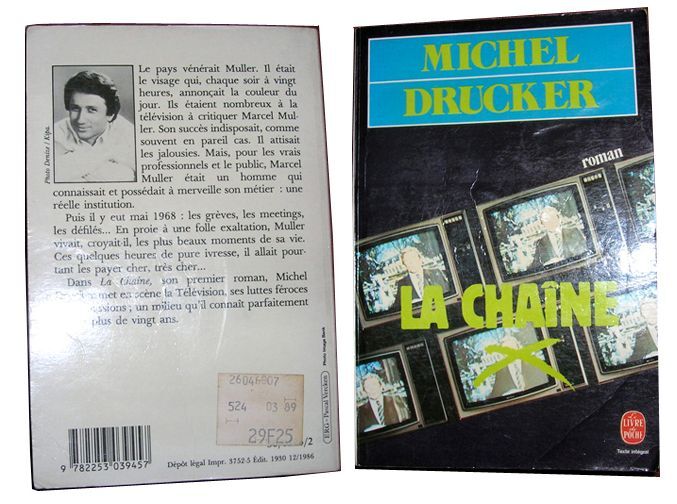 Le pays vénérait Muller. Il était
le visage qui, chaque soir à vingt
heures, annonçait la couleur du
jour. Ils étaient nombreux à la
télévision à critiquer Marcel Mul-
ler. Son succès indisposait, comme
souvent en pareil cas. Il attisait
les jalousies. Mais, pour les vrais
professionnels et le public, Marcel
Muller était un homme qui
connaissait et possédait à merveille son métier : une
réelle institution.
Puis il y eut mai 1968 : les grèves, les meetings,
les défilés... En proie à une folle exaltation, Muller
vivait, croyait-il, les plus beaux moments de sa vie.
Ces quelques heures de pure ivresse, il allait pour-
tant les payer cher, très cher...
Dans La Chaîne, son premier roman, Michel
met en scène la Télévision, ses luttes féroces
un milieu qu'il connaît parfaitement
plus de vingt ans.
Photo Denize / Kipa.
Photo Image Bank
ERG - Pascal Vercken
26046007
524 03 89
29F25
9 782253 039457
Dépôt légal Impr. 3752-5 Édit. 1930 12/1986
MICHEL
DRUCKER
roman
LA CHAÎNE
Le
LIVRE
de
POCHE
Texte intégral